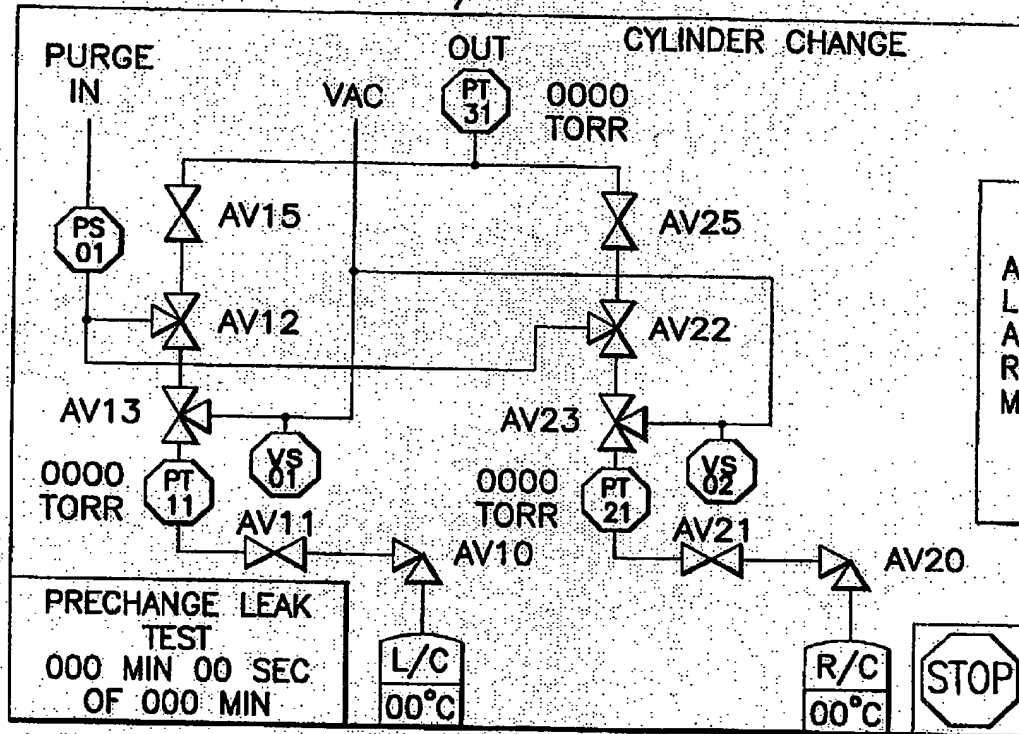 CYLINDER CHANGE
PURGE
IN
VAC
OUT
PT
31
0000
TORR
PS
01
AV15
AV25
AV12
AV22
AV13
AV23
VS
01
VS
02
0000
TORR
PT
11
0000
TORR
PT
21
AV11
AV10
AV21
AV20
A
L
A
R
M
PRECHANGE LEAK
TEST
000 MIN 00 SEC
OF 000 MIN
L/C
00°C
R/C
00°C
STOP